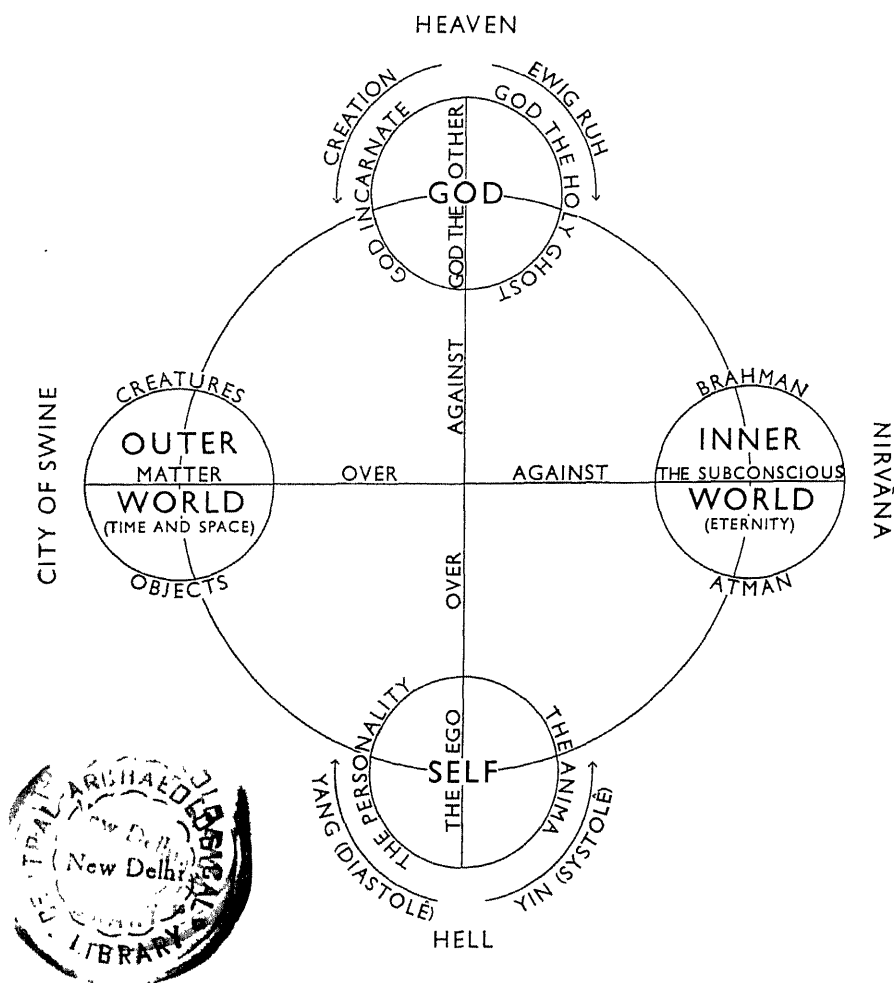 HEAVEN
CREATION
EWIG RUH
GOD INCARNATE
GOD THE OTHER
GOD THE HOLY GHOST
GOD
AGAINST
CITY OF SWINE
CREATURES
OUTER
MATTER
WORLD
(TIME AND SPACE)
OBJECTS
OVER
AGAINST
BRAHMAN
INNER
THE SUBCONSCIOUS
WORLD
(ETERNITY)
ATMAN
NIRVĀNA
OVER
THE PERSONALITY
THE EGO
THE ANIMA
SELF
YANG (DIASTOLÊ)
YIN (SYSTOLÊ)
HELL
CENTRAL ARCHAEOLOGICAL
New Delhi
LIBRARY